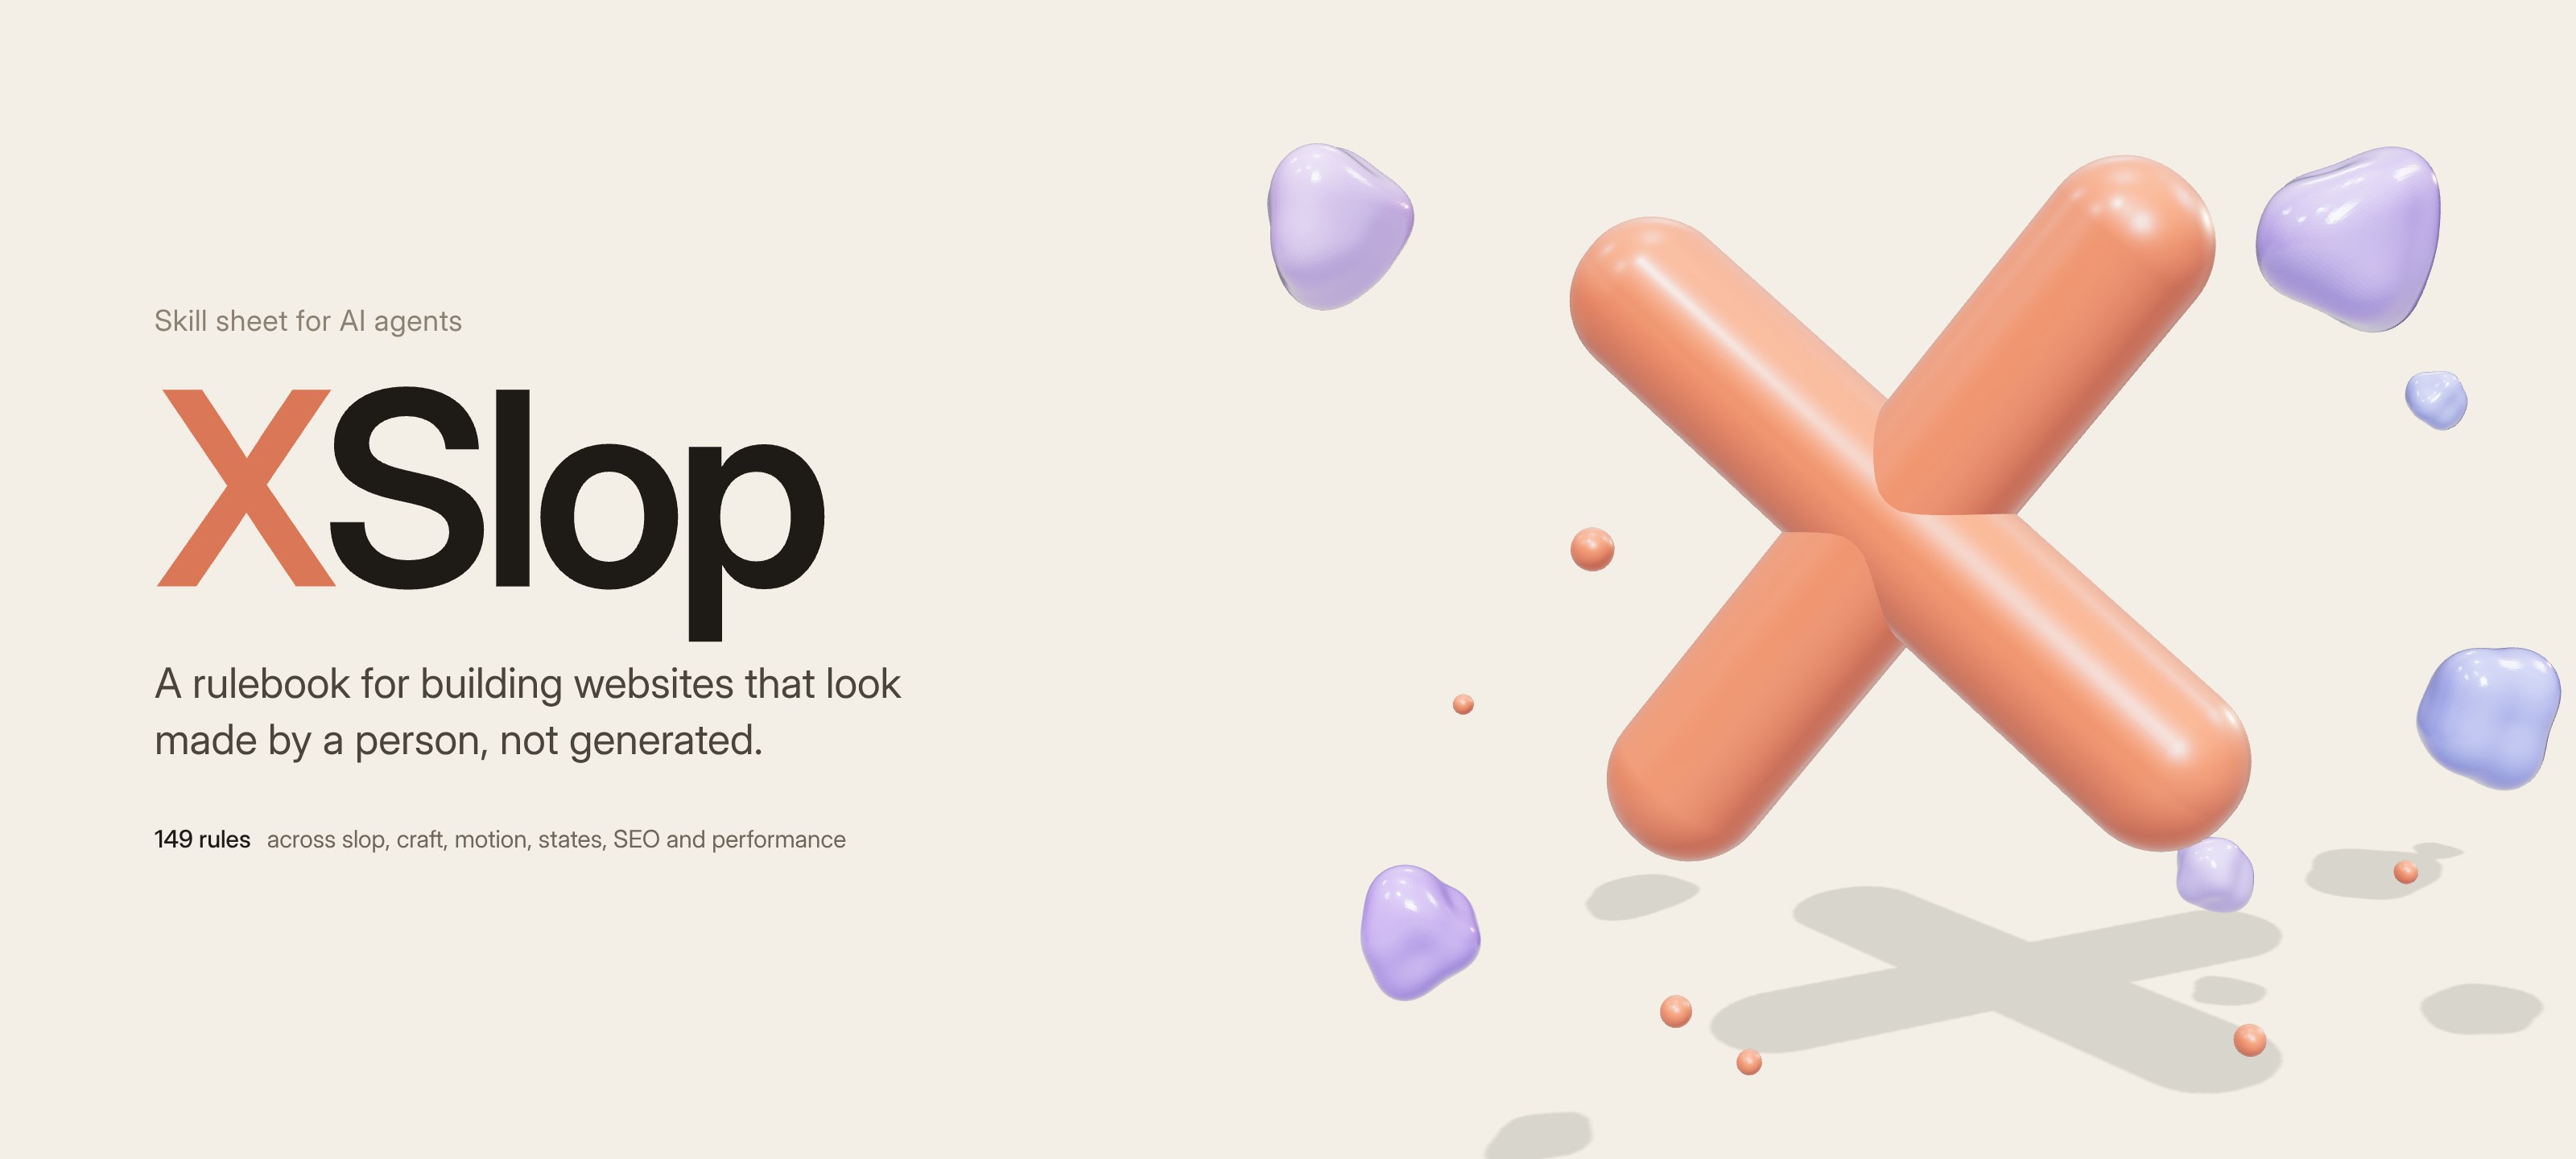 Skill sheet for AI agents
XSlop
A rulebook for building websites that look
made by a person, not generated.
149 rules across slop, craft, motion, states, SEO and performance